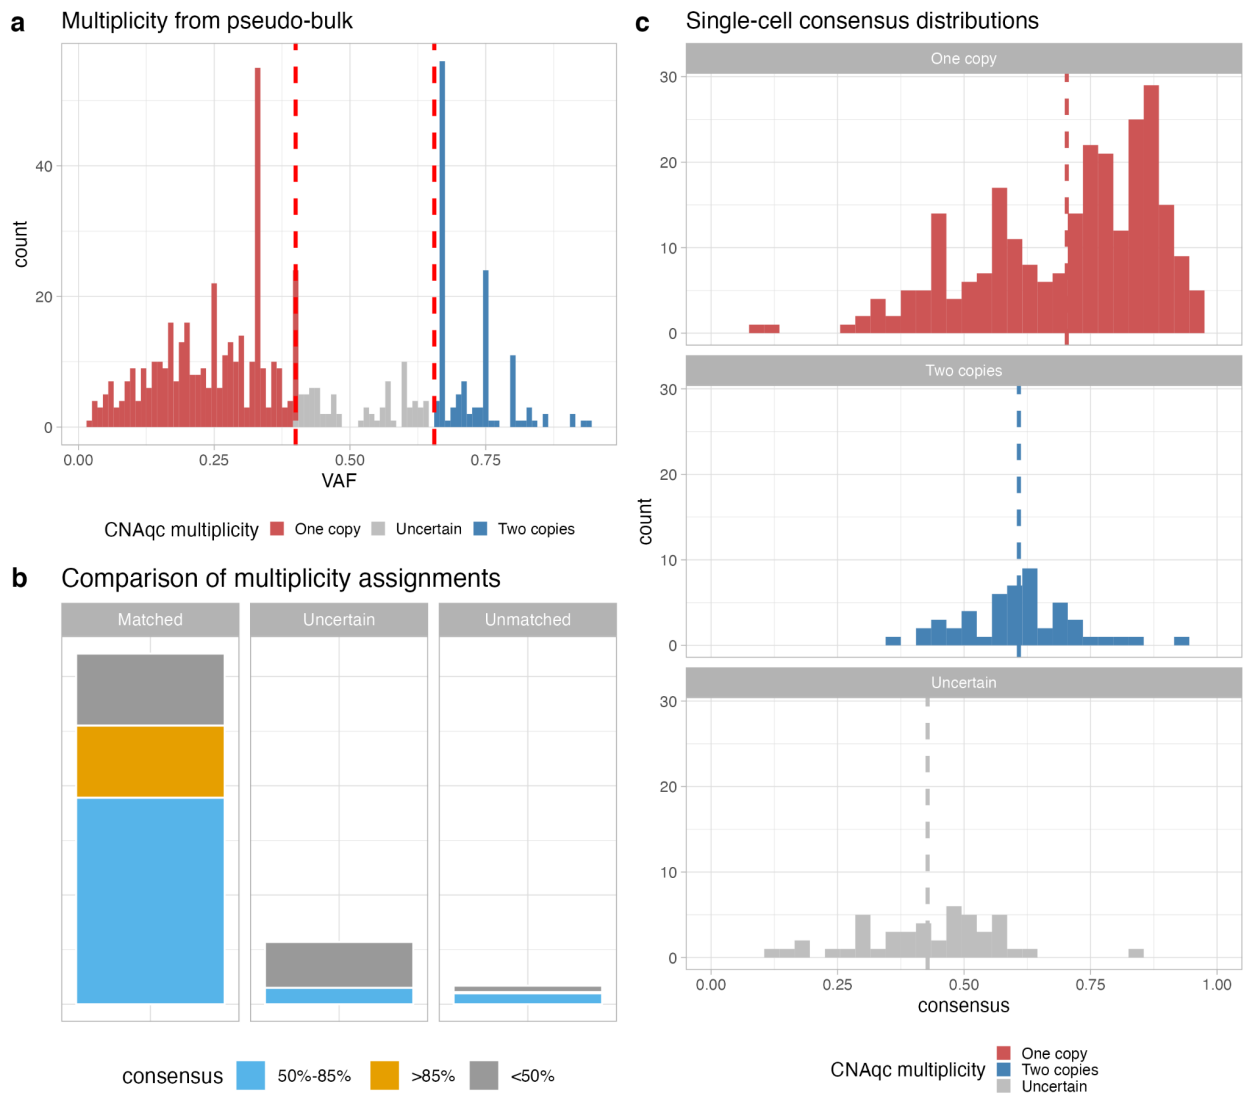 a
Multiplicity from pseudo-bulk
count
40
20
0
0.00 0.25 0.50 0.75
VAF
CNAqc multiplicity One copy Uncertain Two copies
b
Comparison of multiplicity assignments
Matched Uncertain Unmatched
consensus 50%-85% >85% <50%
c
Single-cell consensus distributions
One copy
30
20
10
0
Two copies
30
20
10
0
count
Uncertain
30
20
10
0
0.00 0.25 0.50 0.75 1.00
consensus
CNAqc multiplicity
One copy
Two copies
Uncertain